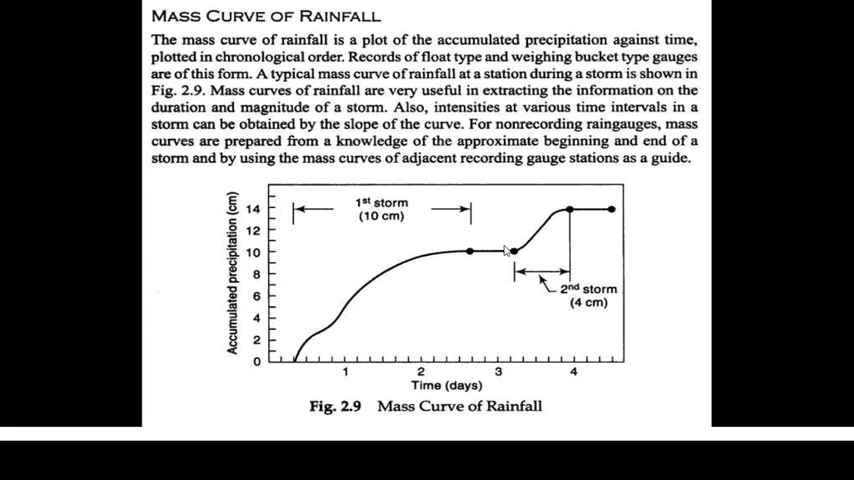 MASS CURVE OF RAINFALL
The mass curve of rainfall is a plot of the accumulated precipitation against time,
plotted in chronological order. Records of float type and weighing bucket type gauges
are of this form. A typical mass curve of rainfall at a station during a storm is shown in
Fig. 2.9. Mass curves of rainfall are very useful in extracting the information on the
duration and magnitude of a storm. Also, intensities at various time intervals in a
storm can be obtained by the slope of the curve. For nonrecording raingauges, mass
curves are prepared from a knowledge of the approximate beginning and end of a
storm and by using the mass curves of adjacent recording gauge stations as a guide.
Accumulated precipitation (cm)
14
12
10
8
6
4
2
0
1st storm
(10 cm)
2nd storm
(4 cm)
1 2 3 4
Time (days)
Fig. 2.9 Mass Curve of Rainfall